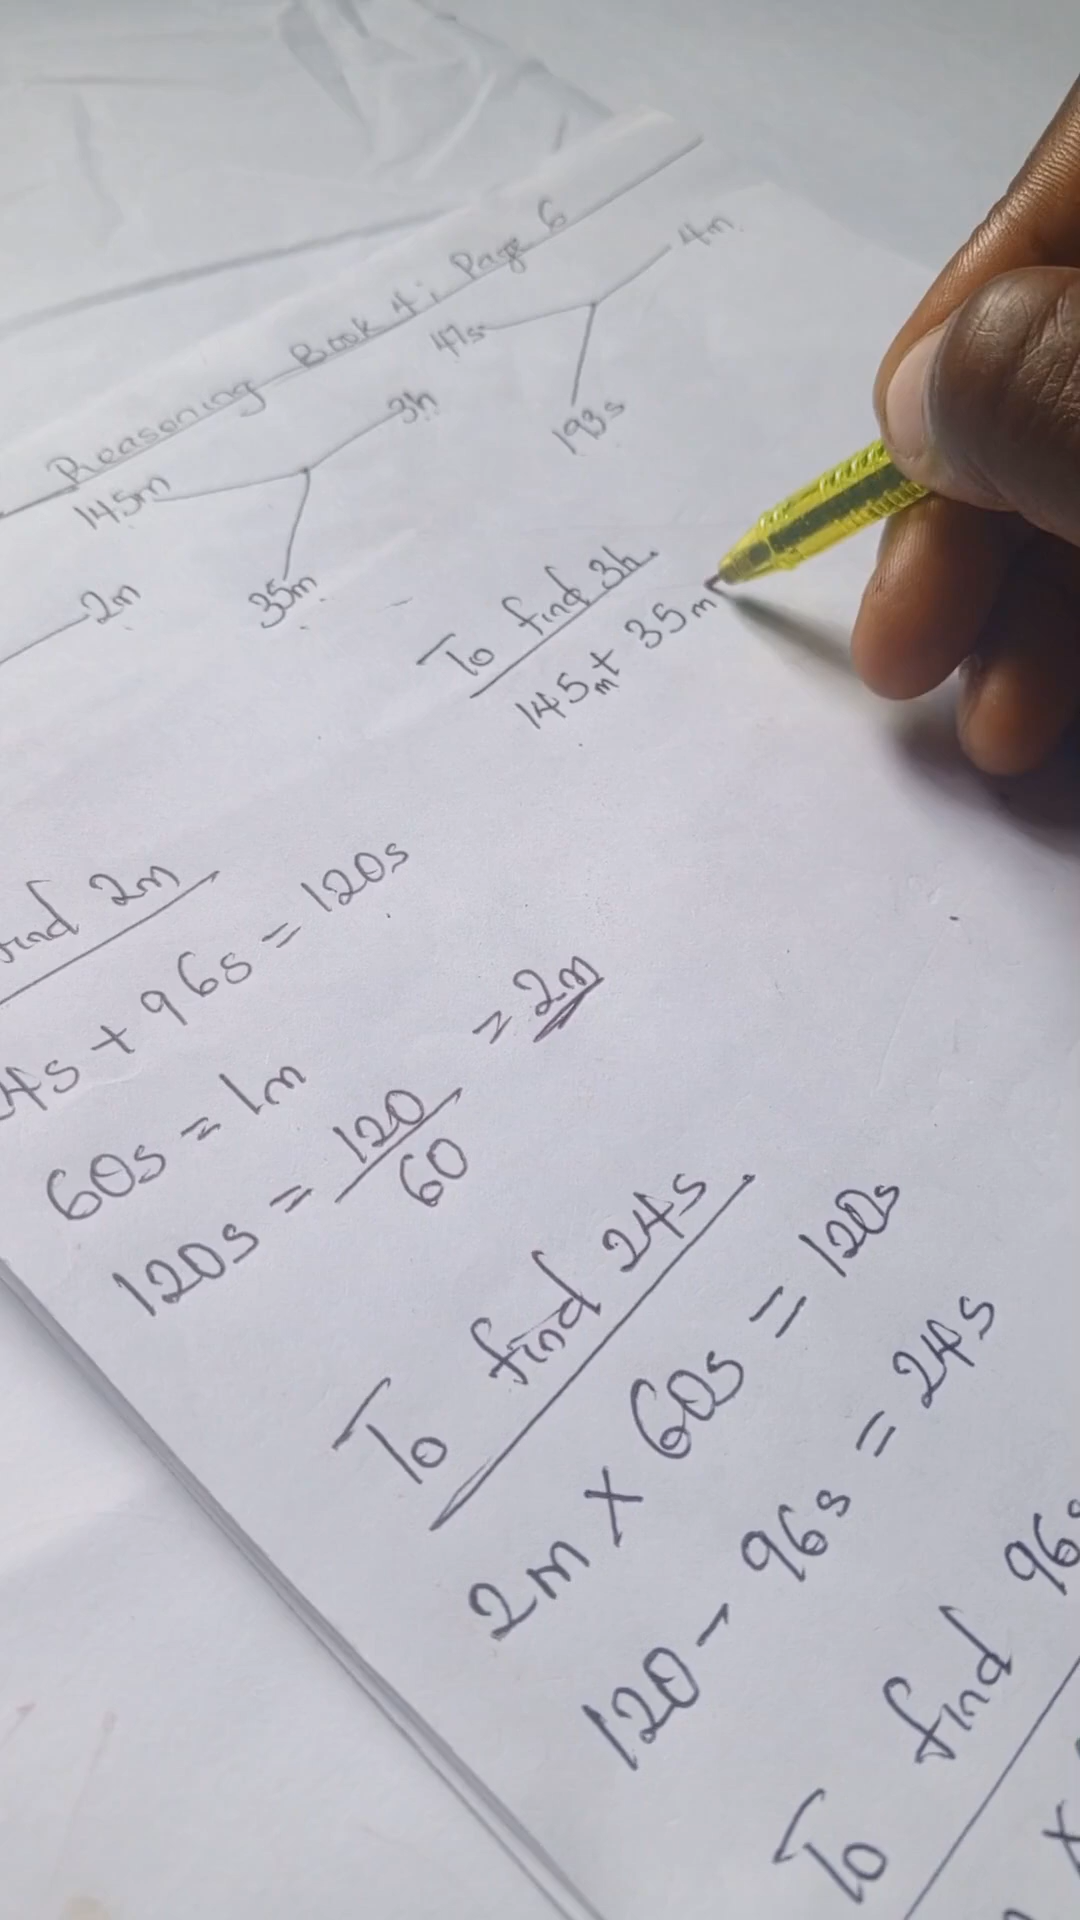 Reasoning Book 4; Page 6
145m
3h
35m
47s
4m
193s
2m
To find 3h
145m + 35m
find 2m
4s + 96s = 120s
60s = 1m
120s = 120/60 = 2m
To find 24s
2m x 60s = 120s
120 - 96s = 24s
To find 96s
x